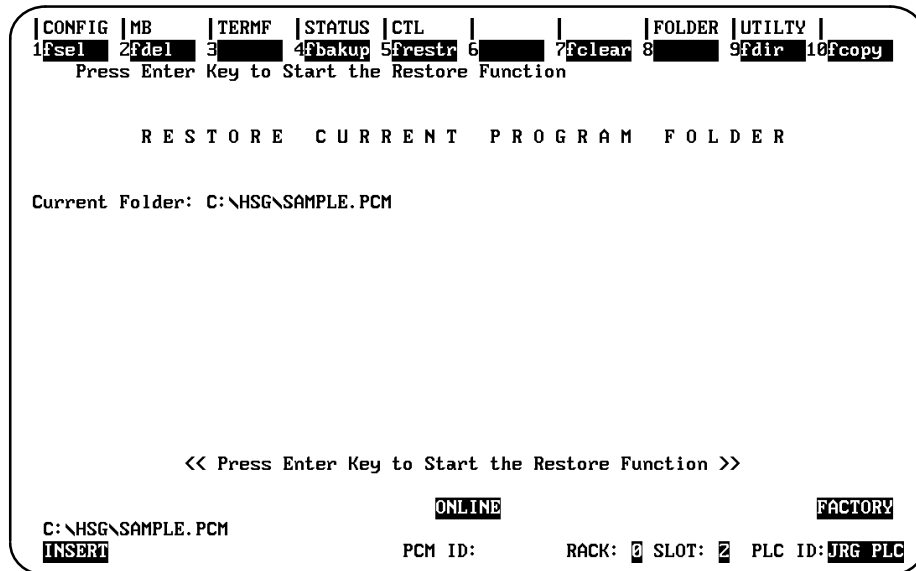 |CONFIG |MB |TERMF |STATUS |CTL | | |FOLDER |UTILTY |
1fsel 2fdel 3 4fbakup 5frestr 6 7fclear 8 9fdir 10fcopy
Press Enter Key to Start the Restore Function
R E S T O R E C U R R E N T P R O G R A M F O L D E R
Current Folder: C:\HSG\SAMPLE.PCM
<< Press Enter Key to Start the Restore Function >>
ONLINE FACTORY
C:\HSG\SAMPLE.PCM
INSERT PCM ID: RACK: 0 SLOT: 2 PLC ID: JRG PLC